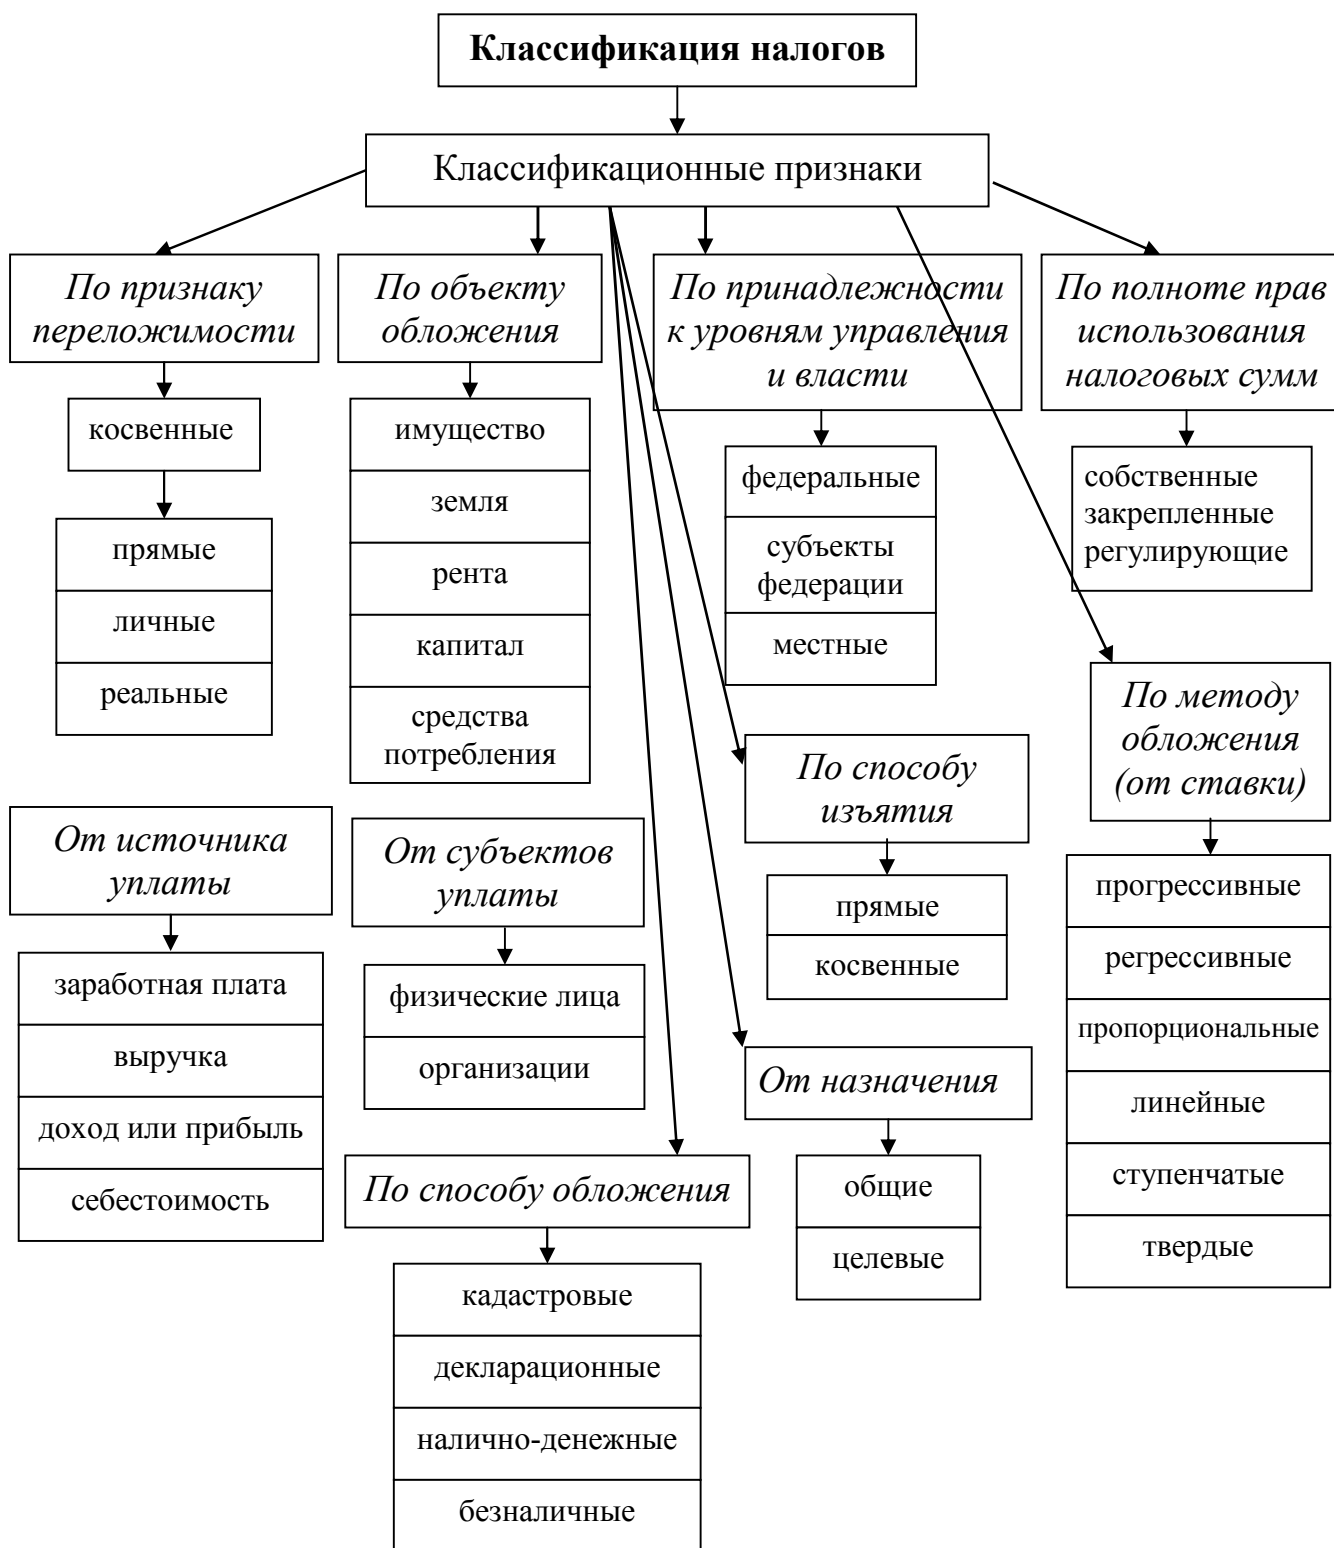 Классификация налогов
Классификационные признаки
По признаку
переложимости
косвенные
прямые
личные
реальные
По объекту
обложения
имущество
земля
рента
капитал
средства
потребления
По принадлежности
к уровням управления
и власти
федеральные
субъекты
федерации
местные
По полноте прав
использования
налоговых сумм
собственные
закрепленные
регулирующие
По способу
изъятия
прямые
косвенные
По методу
обложения
(от ставки)
прогрессивные
регрессивные
пропорциональные
линейные
ступенчатые
твердые
От источника
уплаты
заработная плата
выручка
доход или прибыль
себестоимость
От субъектов
уплаты
физические лица
организации
От назначения
общие
целевые
По способу обложения
кадастровые
декларационные
налично-денежные
безналичные